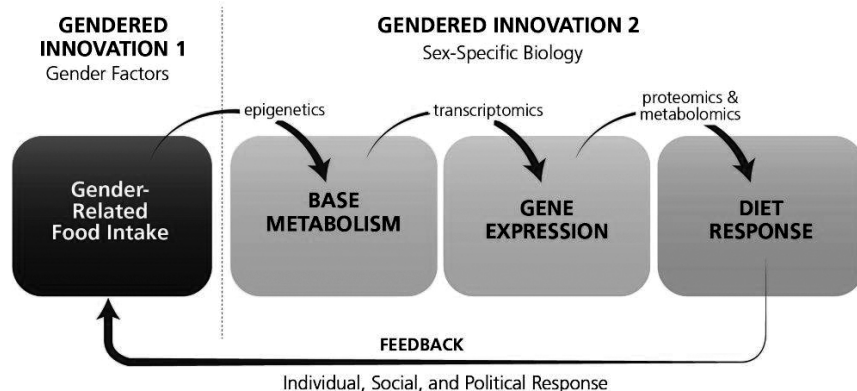 GENDERED
INNOVATION 1
Gender Factors
GENDERED INNOVATION 2
Sex-Specific Biology
epigenetics
transcriptomics
proteomics &
metabolomics
Gender-
Related
Food Intake
BASE
METABOLISM
GENE
EXPRESSION
DIET
RESPONSE
FEEDBACK
Individual, Social, and Political Response